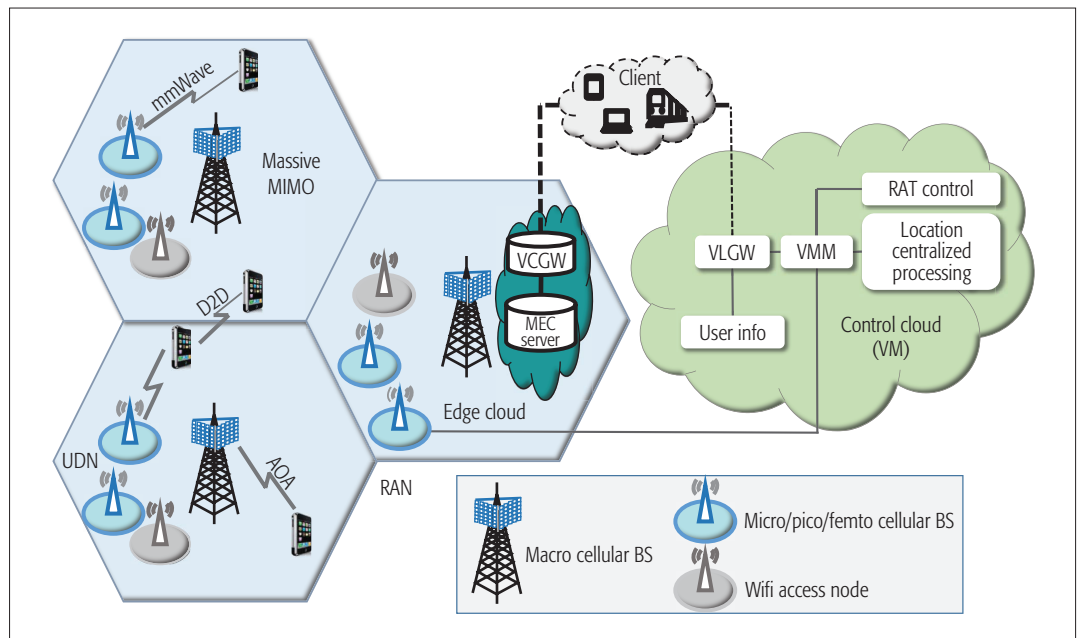 mmWave
Massive
MIMO
D2D
UDN
AOA
RAN
Edge cloud
VCGW
MEC
server
Client
VLGW
VMM
RAT control
Location
centralized
processing
User info
Control cloud
(VM)
Macro cellular BS
Micro/pico/femto cellular BS
Wifi access node